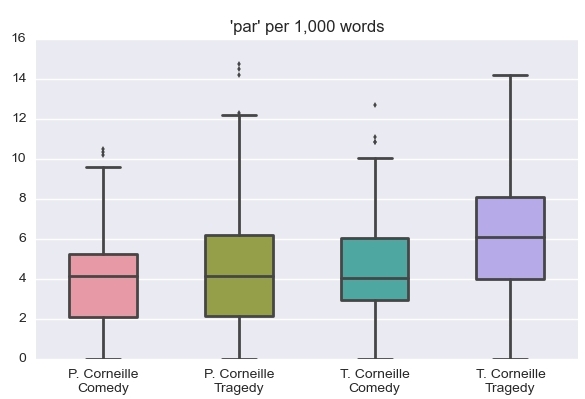 'par' per 1,000 words
16
14
12
10
8
6
4
2
0
P. Corneille
Comedy
P. Corneille
Tragedy
T. Corneille
Comedy
T. Corneille
Tragedy